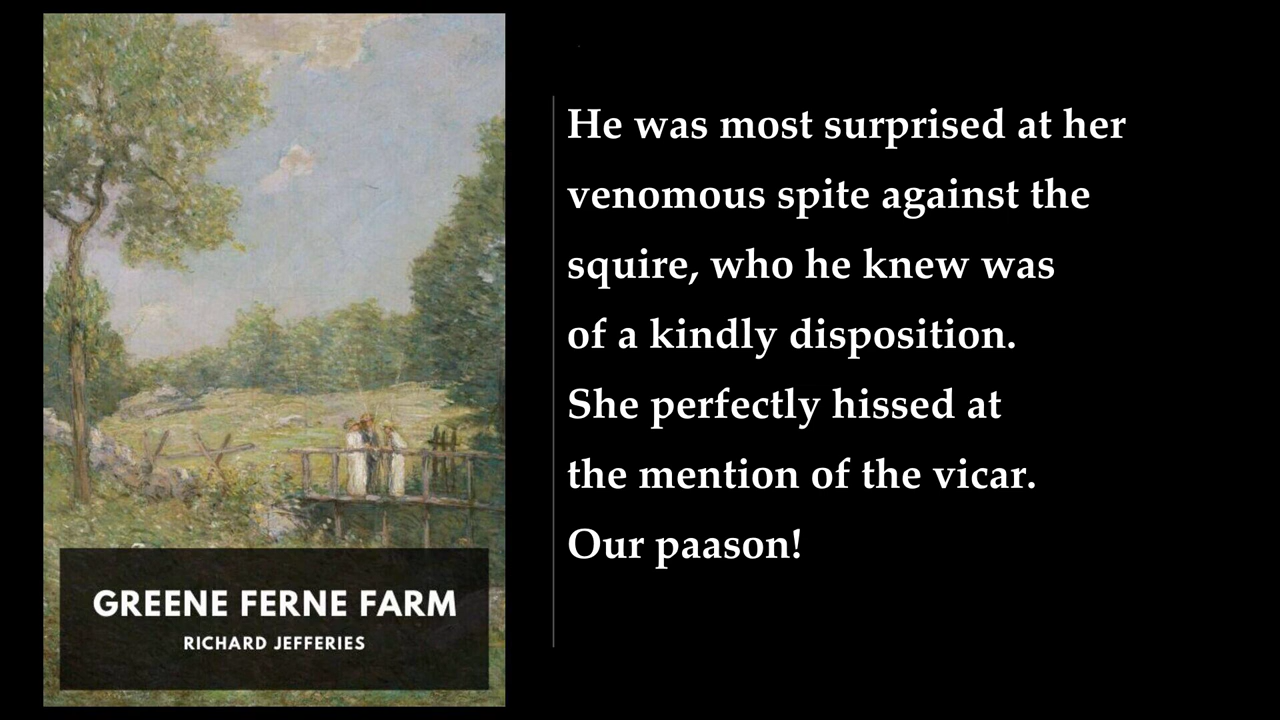 GREENE FERNE FARM
RICHARD JEFFERIES
He was most surprised at her
venomous spite against the
squire, who he knew was
of a kindly disposition.
She perfectly hissed at
the mention of the vicar.
Our paason!